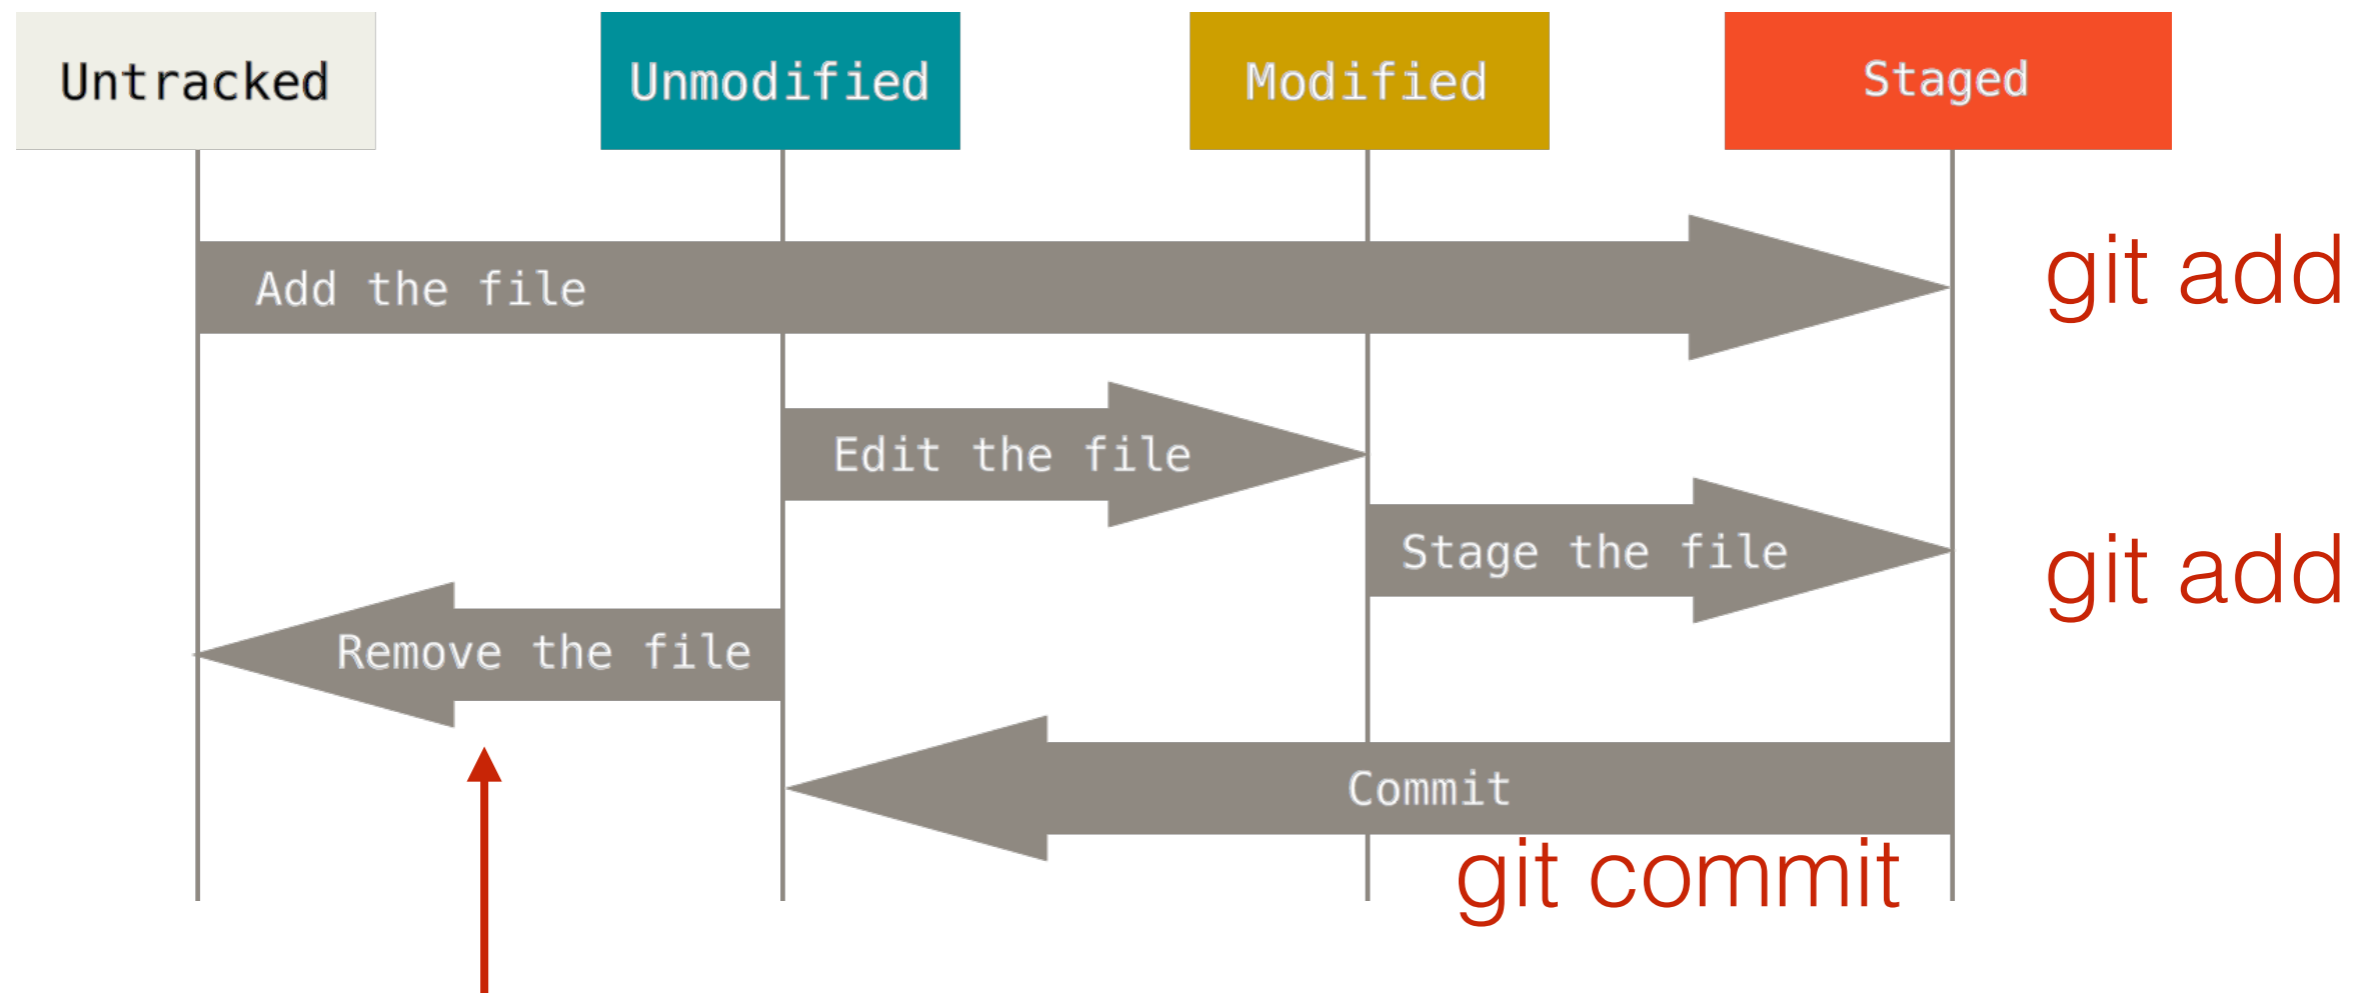 Untracked
Unmodified
Modified
Staged
Add the file
git add
Edit the file
Stage the file
git add
Remove the file
Commit
git commit